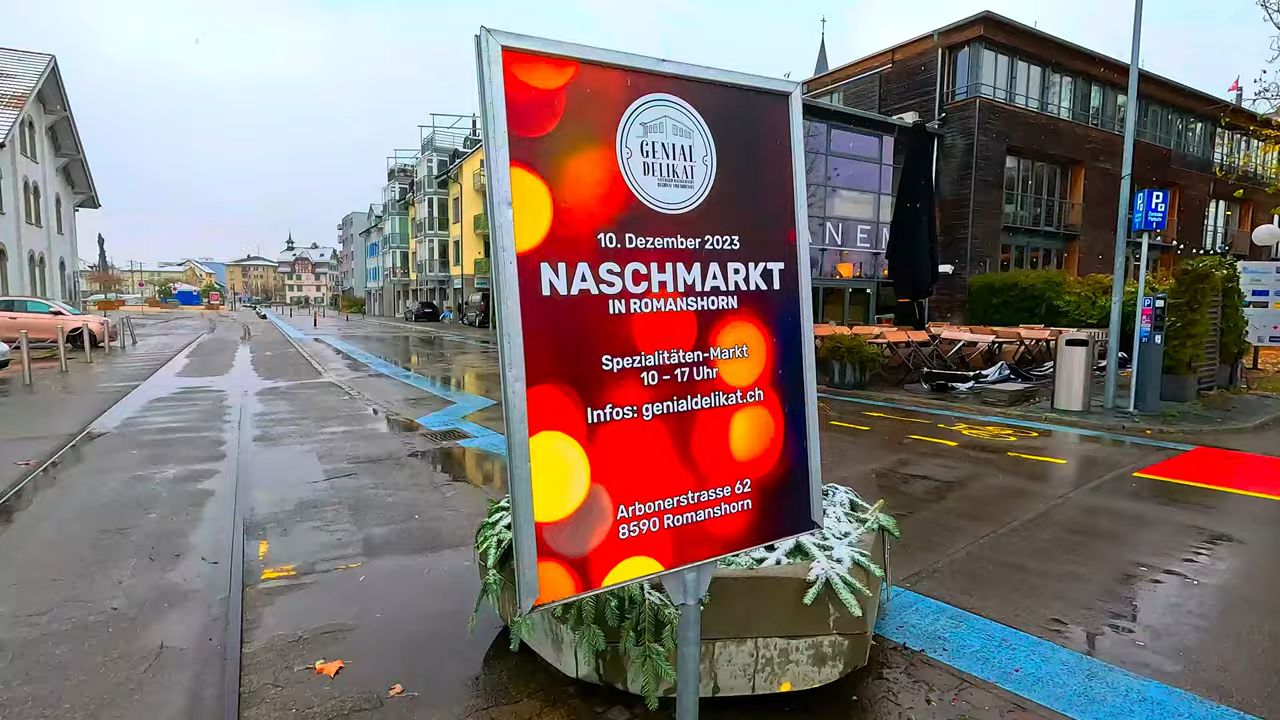 GENIAL
DELIKAT
10. Dezember 2023
NASCHMARKT
IN ROMANSHORN
Spezialitäten-Markt
10 - 17 Uhr
Infos: genialdelikat.ch
Arbonerstrasse 62
8590 Romanshorn
P
P
Zentrale
P